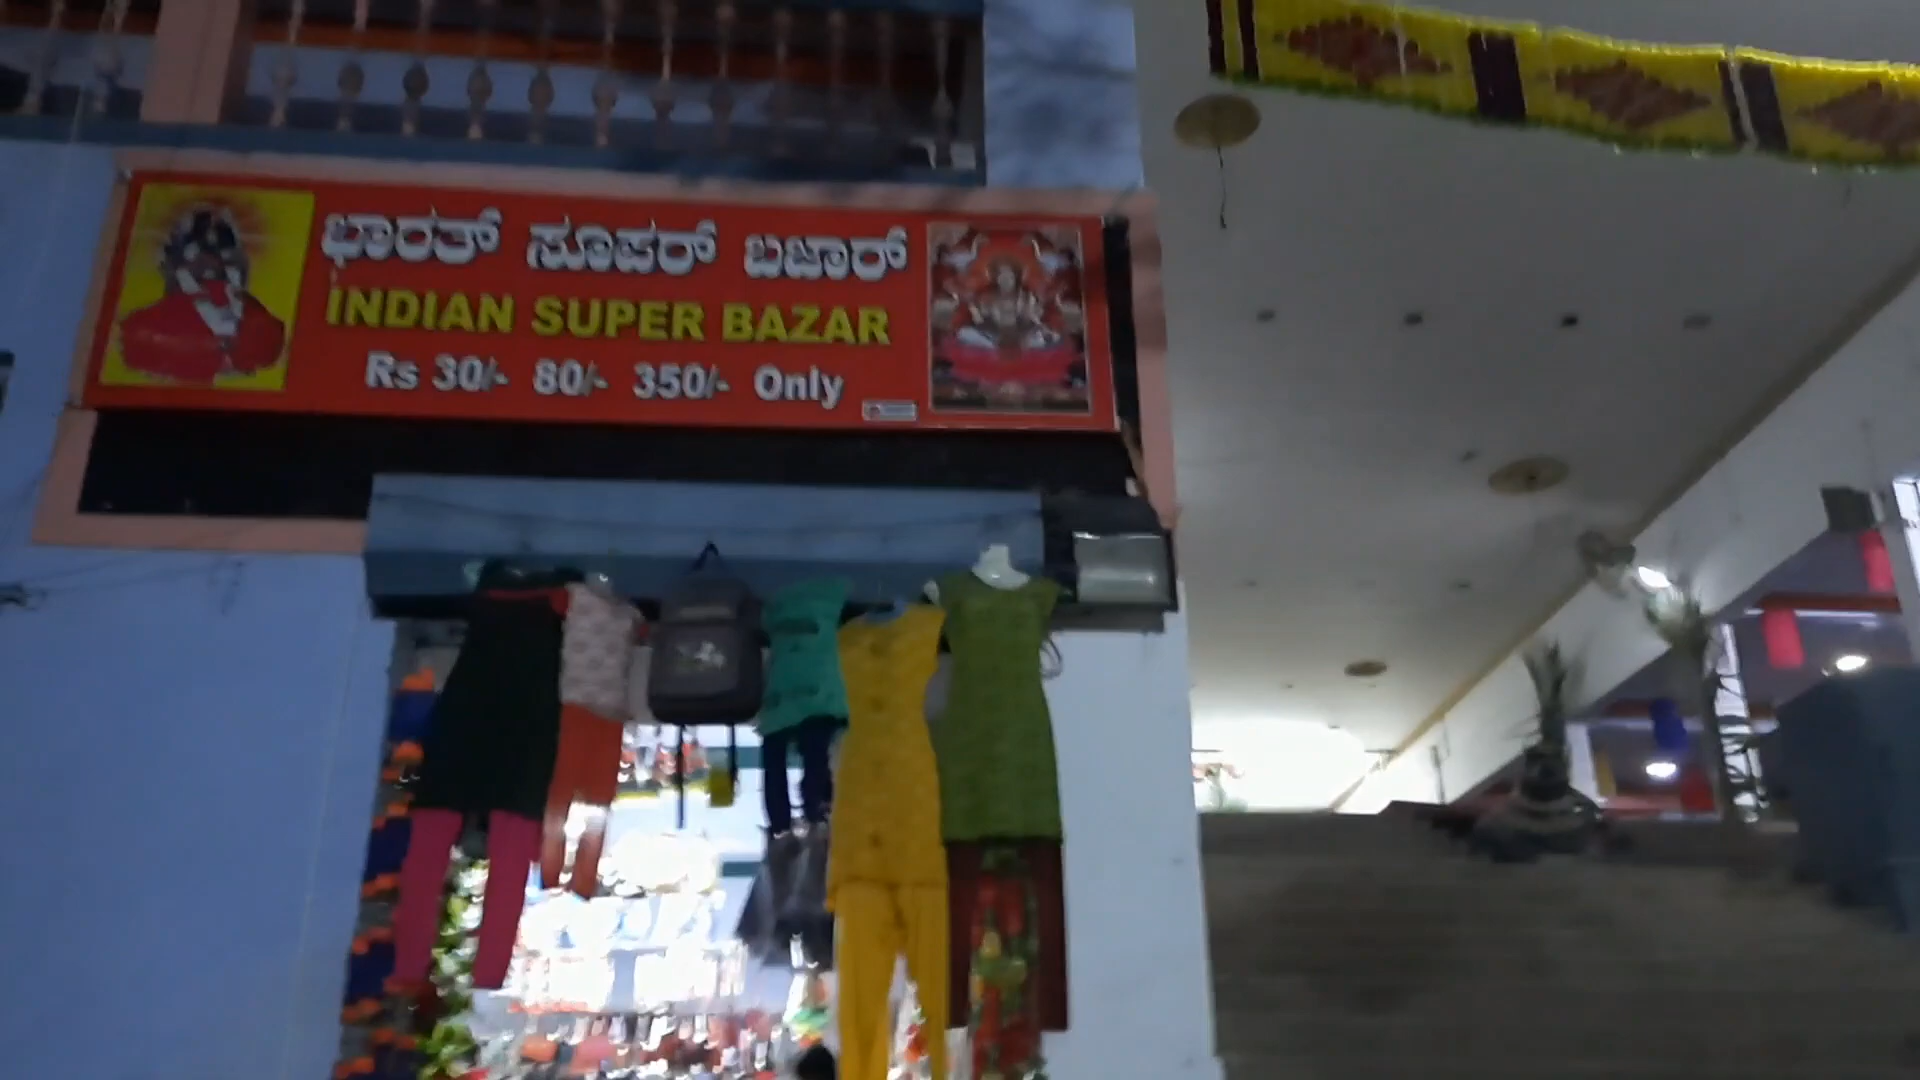 ಭಾರತ್ ಸೂಪರ್ ಬಜಾರ್
INDIAN SUPER BAZAR
Rs 30/- 80/- 350/- Only